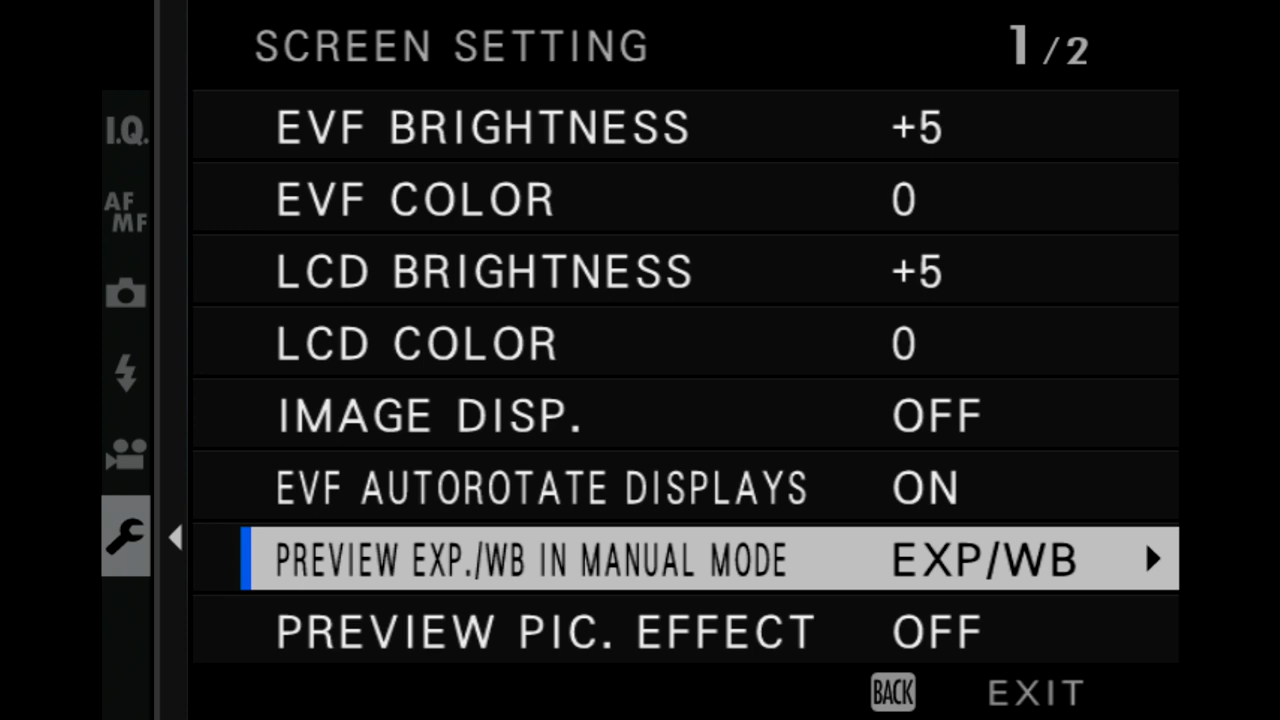 SCREEN SETTING 1/2
I.Q.
AF
MF
EVF BRIGHTNESS +5
EVF COLOR 0
LCD BRIGHTNESS +5
LCD COLOR 0
IMAGE DISP. OFF
EVF AUTOROTATE DISPLAYS ON
PREVIEW EXP./WB IN MANUAL MODE EXP/WB
PREVIEW PIC. EFFECT OFF
BACK EXIT